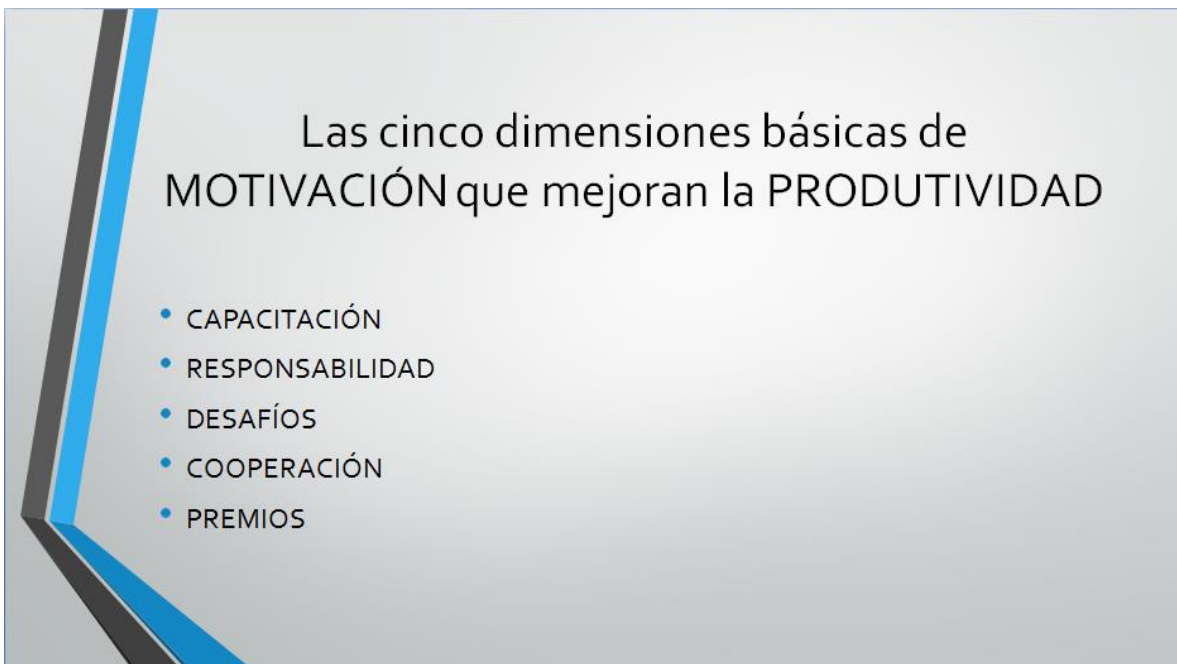 Las cinco dimensiones básicas de
MOTIVACIÓN que mejoran la PRODUTIVIDAD
• CAPACITACIÓN
• RESPONSABILIDAD
• DESAFÍOS
• COOPERACIÓN
• PREMIOS